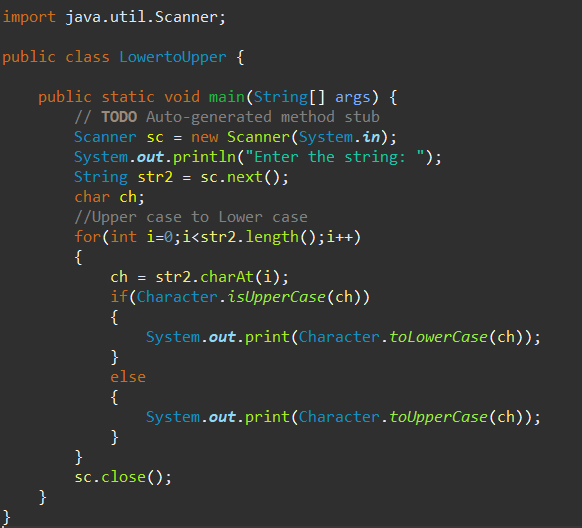 import java.util.Scanner;
public class LowertoUpper {
public static void main(String[] args) {
// TODO Auto-generated method stub
Scanner sc = new Scanner(System.in);
System.out.println("Enter the string: ");
String str2 = sc.next();
char ch;
//Upper case to Lower case
for(int i=0;i<str2.length();i++)
{
ch = str2.charAt(i);
if(Character.isUpperCase(ch))
{
System.out.print(Character.toLowerCase(ch));
}
else
{
System.out.print(Character.toUpperCase(ch));
}
}
sc.close();
}
}